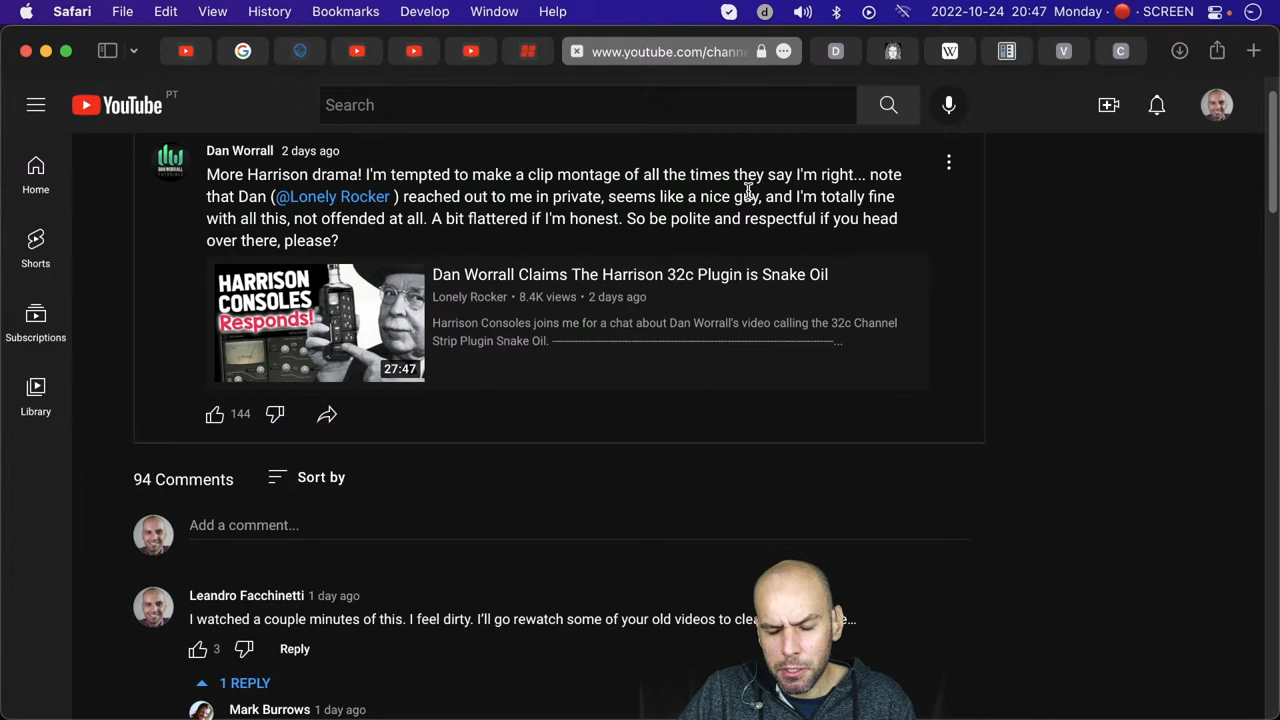 Safari File Edit View History Bookmarks Develop Window Help 2022-10-24 20:47 Monday SCREEN
www.youtube.com/chann
YouTube PT
Search
Home
Shorts
Subscriptions
Library
Dan Worrall 2 days ago
More Harrison drama! I'm tempted to make a clip montage of all the times they say I'm right... note
that Dan (@Lonely Rocker ) reached out to me in private, seems like a nice guy, and I'm totally fine
with all this, not offended at all. A bit flattered if I'm honest. So be polite and respectful if you head
over there, please?
HARRISON
CONSOLES
Responds!
27:47
Dan Worrall Claims The Harrison 32c Plugin is Snake Oil
Lonely Rocker • 8.4K views • 2 days ago
Harrison Consoles joins me for a chat about Dan Worrall's video calling the 32c Channel
Strip Plugin Snake Oil. ---------------------------------------------------------------------------...
144
94 Comments Sort by
Add a comment...
Leandro Facchinetti 1 day ago
I watched a couple minutes of this. I feel dirty. I'll go rewatch some of your old videos to
3 Reply
1 REPLY
Mark Burrows 1 day ago